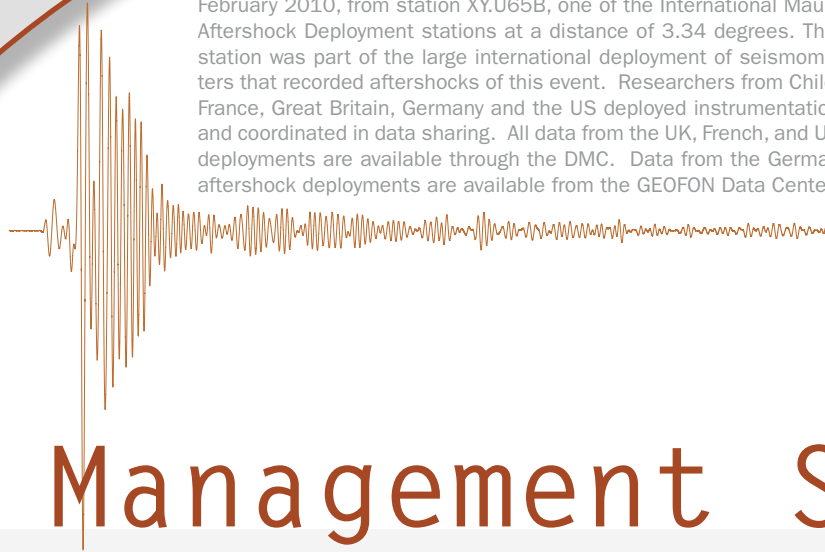 February 2010, from station XY.U65B, one of the International Mau
Aftershock Deployment stations at a distance of 3.34 degrees. Th
station was part of the large international deployment of seismom
ters that recorded aftershocks of this event. Researchers from Chil
France, Great Britain, Germany and the US deployed instrumentatio
and coordinated in data sharing. All data from the UK, French, and U
deployments are available through the DMC. Data from the Germa
aftershock deployments are available from the GEOFON Data Cente
Management S